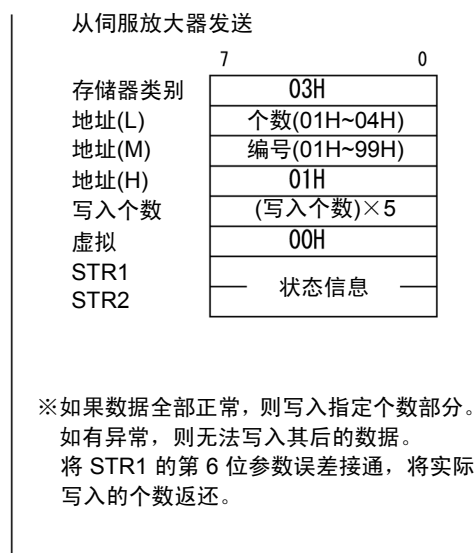 从伺服放大器发送
7 0
存储器类别 03H
地址(L) 个数(01H~04H)
地址(M) 编号(01H~99H)
地址(H) 01H
写入个数 (写入个数)×5
虚拟 00H
STR1
状态信息
STR2
※如果数据全部正常，则写入指定个数部分。
如有异常，则无法写入其后的数据。
将 STR1 的第 6 位参数误差接通，将实际
写入的个数返还。